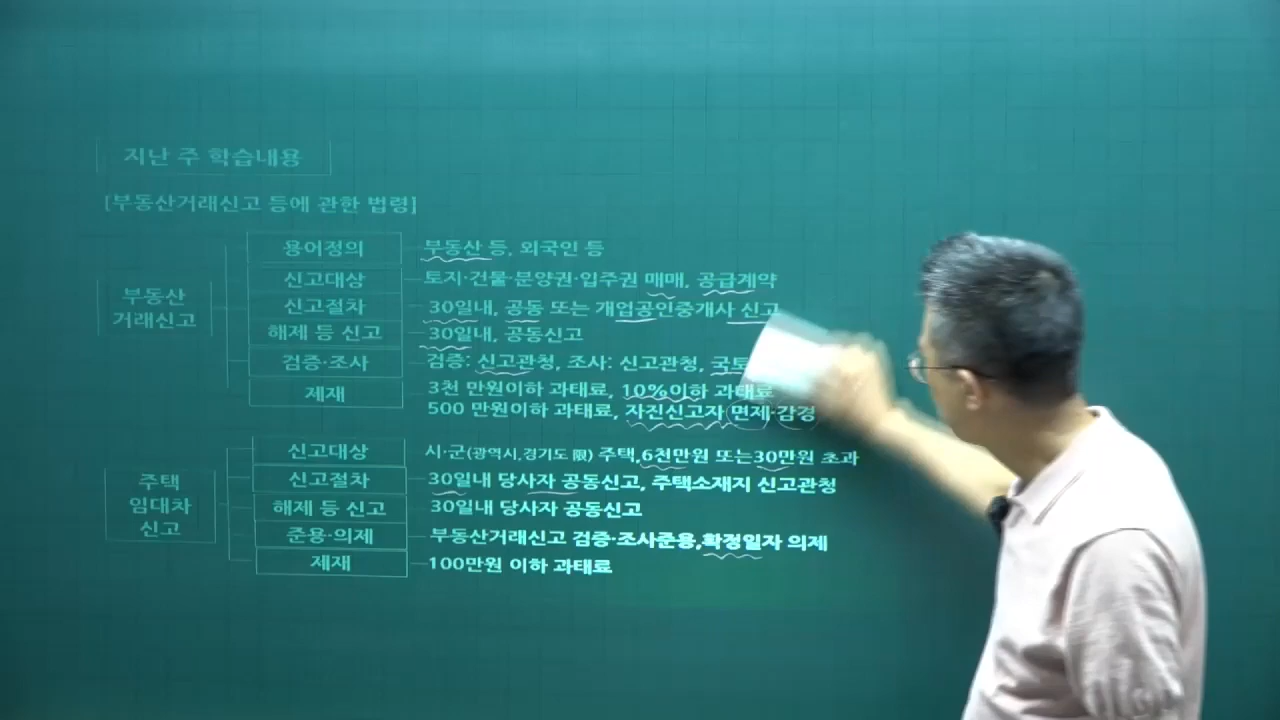 지난 주 학습내용
[부동산거래신고 등에 관한 법령]
부동산
거래신고
용어정의 부동산 등, 외국인 등
신고대상 토지·건물·분양권·입주권 매매, 공급계약
신고절차 30일내, 공동 또는 개업공인중개사 신고
해제 등 신고 30일내, 공동신고
검증·조사 검증: 신고관청, 조사: 신고관청, 국토
제재 3천 만원이하 과태료, 10%이하 과태료
500 만원이하 과태료, 자진신고자 면제·감경
주택
임대차
신고
신고대상 시·군(광역시,경기도 限) 주택,6천만원 또는30만원 초과
신고절차 30일내 당사자 공동신고, 주택소재지 신고관청
해제 등 신고 30일내 당사자 공동신고
준용·의제 부동산거래신고 검증·조사준용,확정일자 의제
제재 100만원 이하 과태료